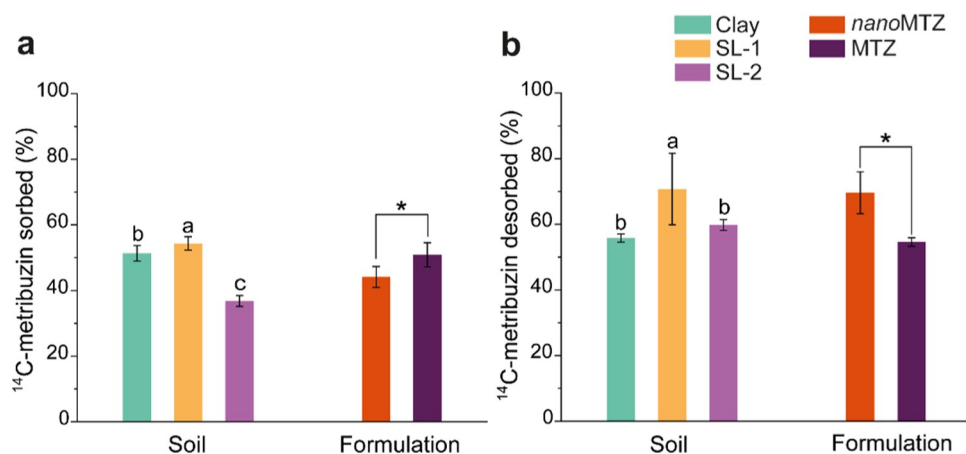 a
b
Clay
SL-1
SL-2
nanoMTZ
MTZ
¹⁴C-metribuzin sorbed (%)
100
80
60
40
20
0
b
a
c
*
Soil
Formulation
¹⁴C-metribuzin desorbed (%)
100
80
60
40
20
0
b
a
b
*
Soil
Formulation